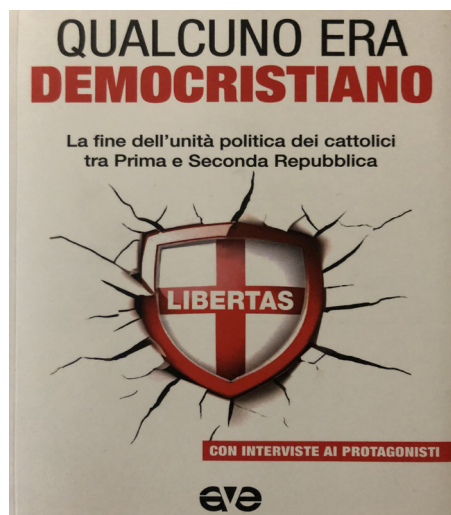 QUALCUNO ERA
DEMOCRISTIANO
La fine dell'unità politica dei cattolici
tra Prima e Seconda Repubblica
LIBERTAS
CON INTERVISTE AI PROTAGONISTI
ave